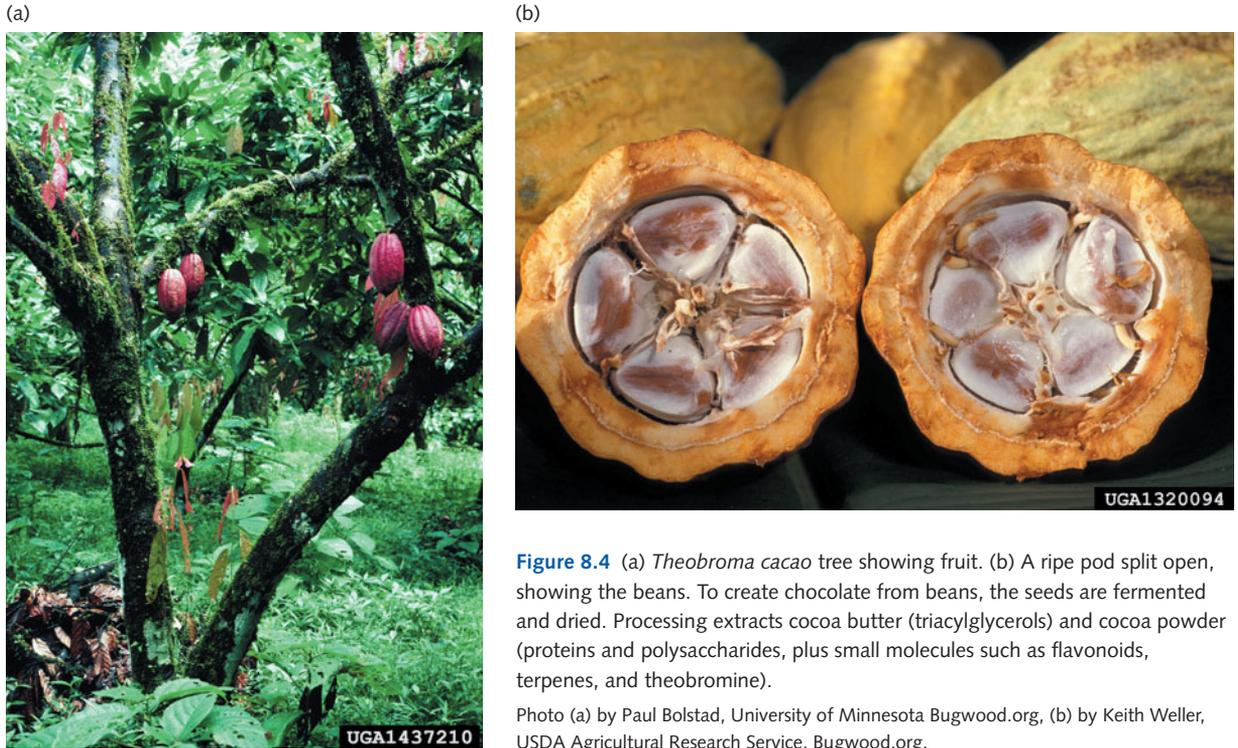 (a)
(b)
UGA1437210
UGA1320094
Figure 8.4 (a) Theobroma cacao tree showing fruit. (b) A ripe pod split open,
showing the beans. To create chocolate from beans, the seeds are fermented
and dried. Processing extracts cocoa butter (triacylglycerols) and cocoa powder
(proteins and polysaccharides, plus small molecules such as flavonoids,
terpenes, and theobromine).
Photo (a) by Paul Bolstad, University of Minnesota Bugwood.org, (b) by Keith Weller,
USDA Agricultural Research Service, Bugwood.org.